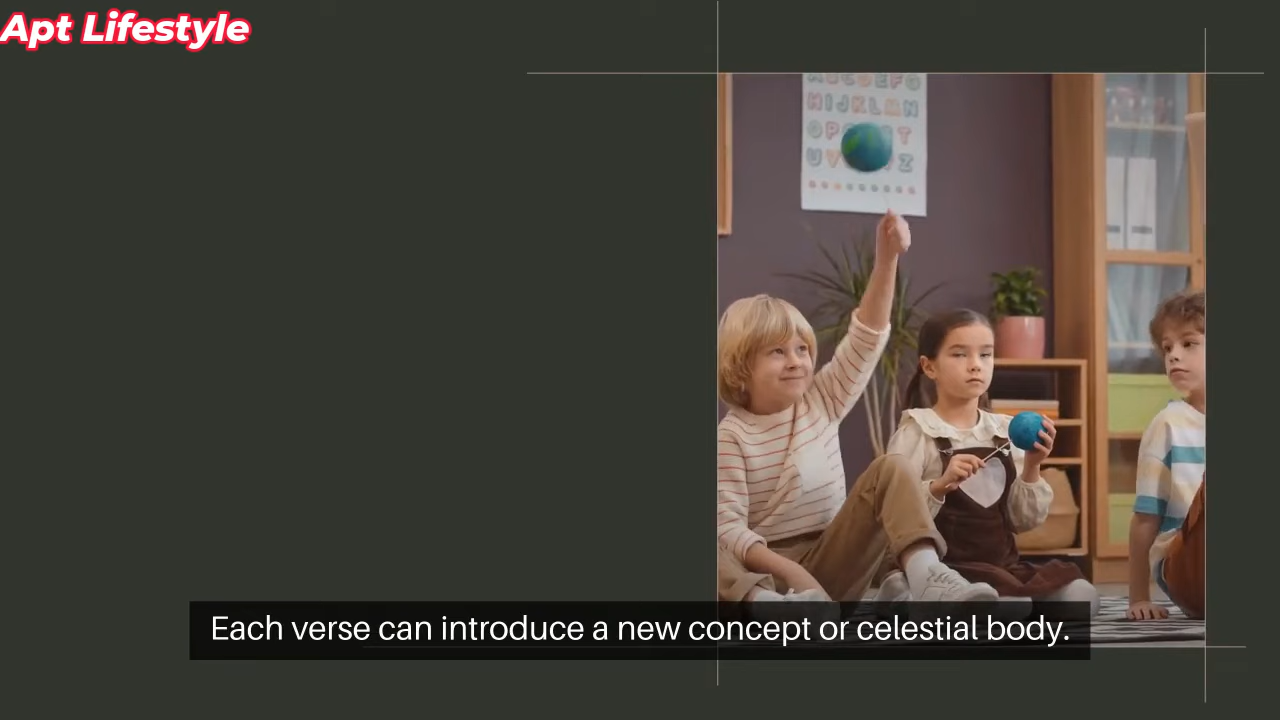 Apt Lifestyle
A B C D E F G
H I J K L M N
O P
T
U V
Z
Each verse can introduce a new concept or celestial body.